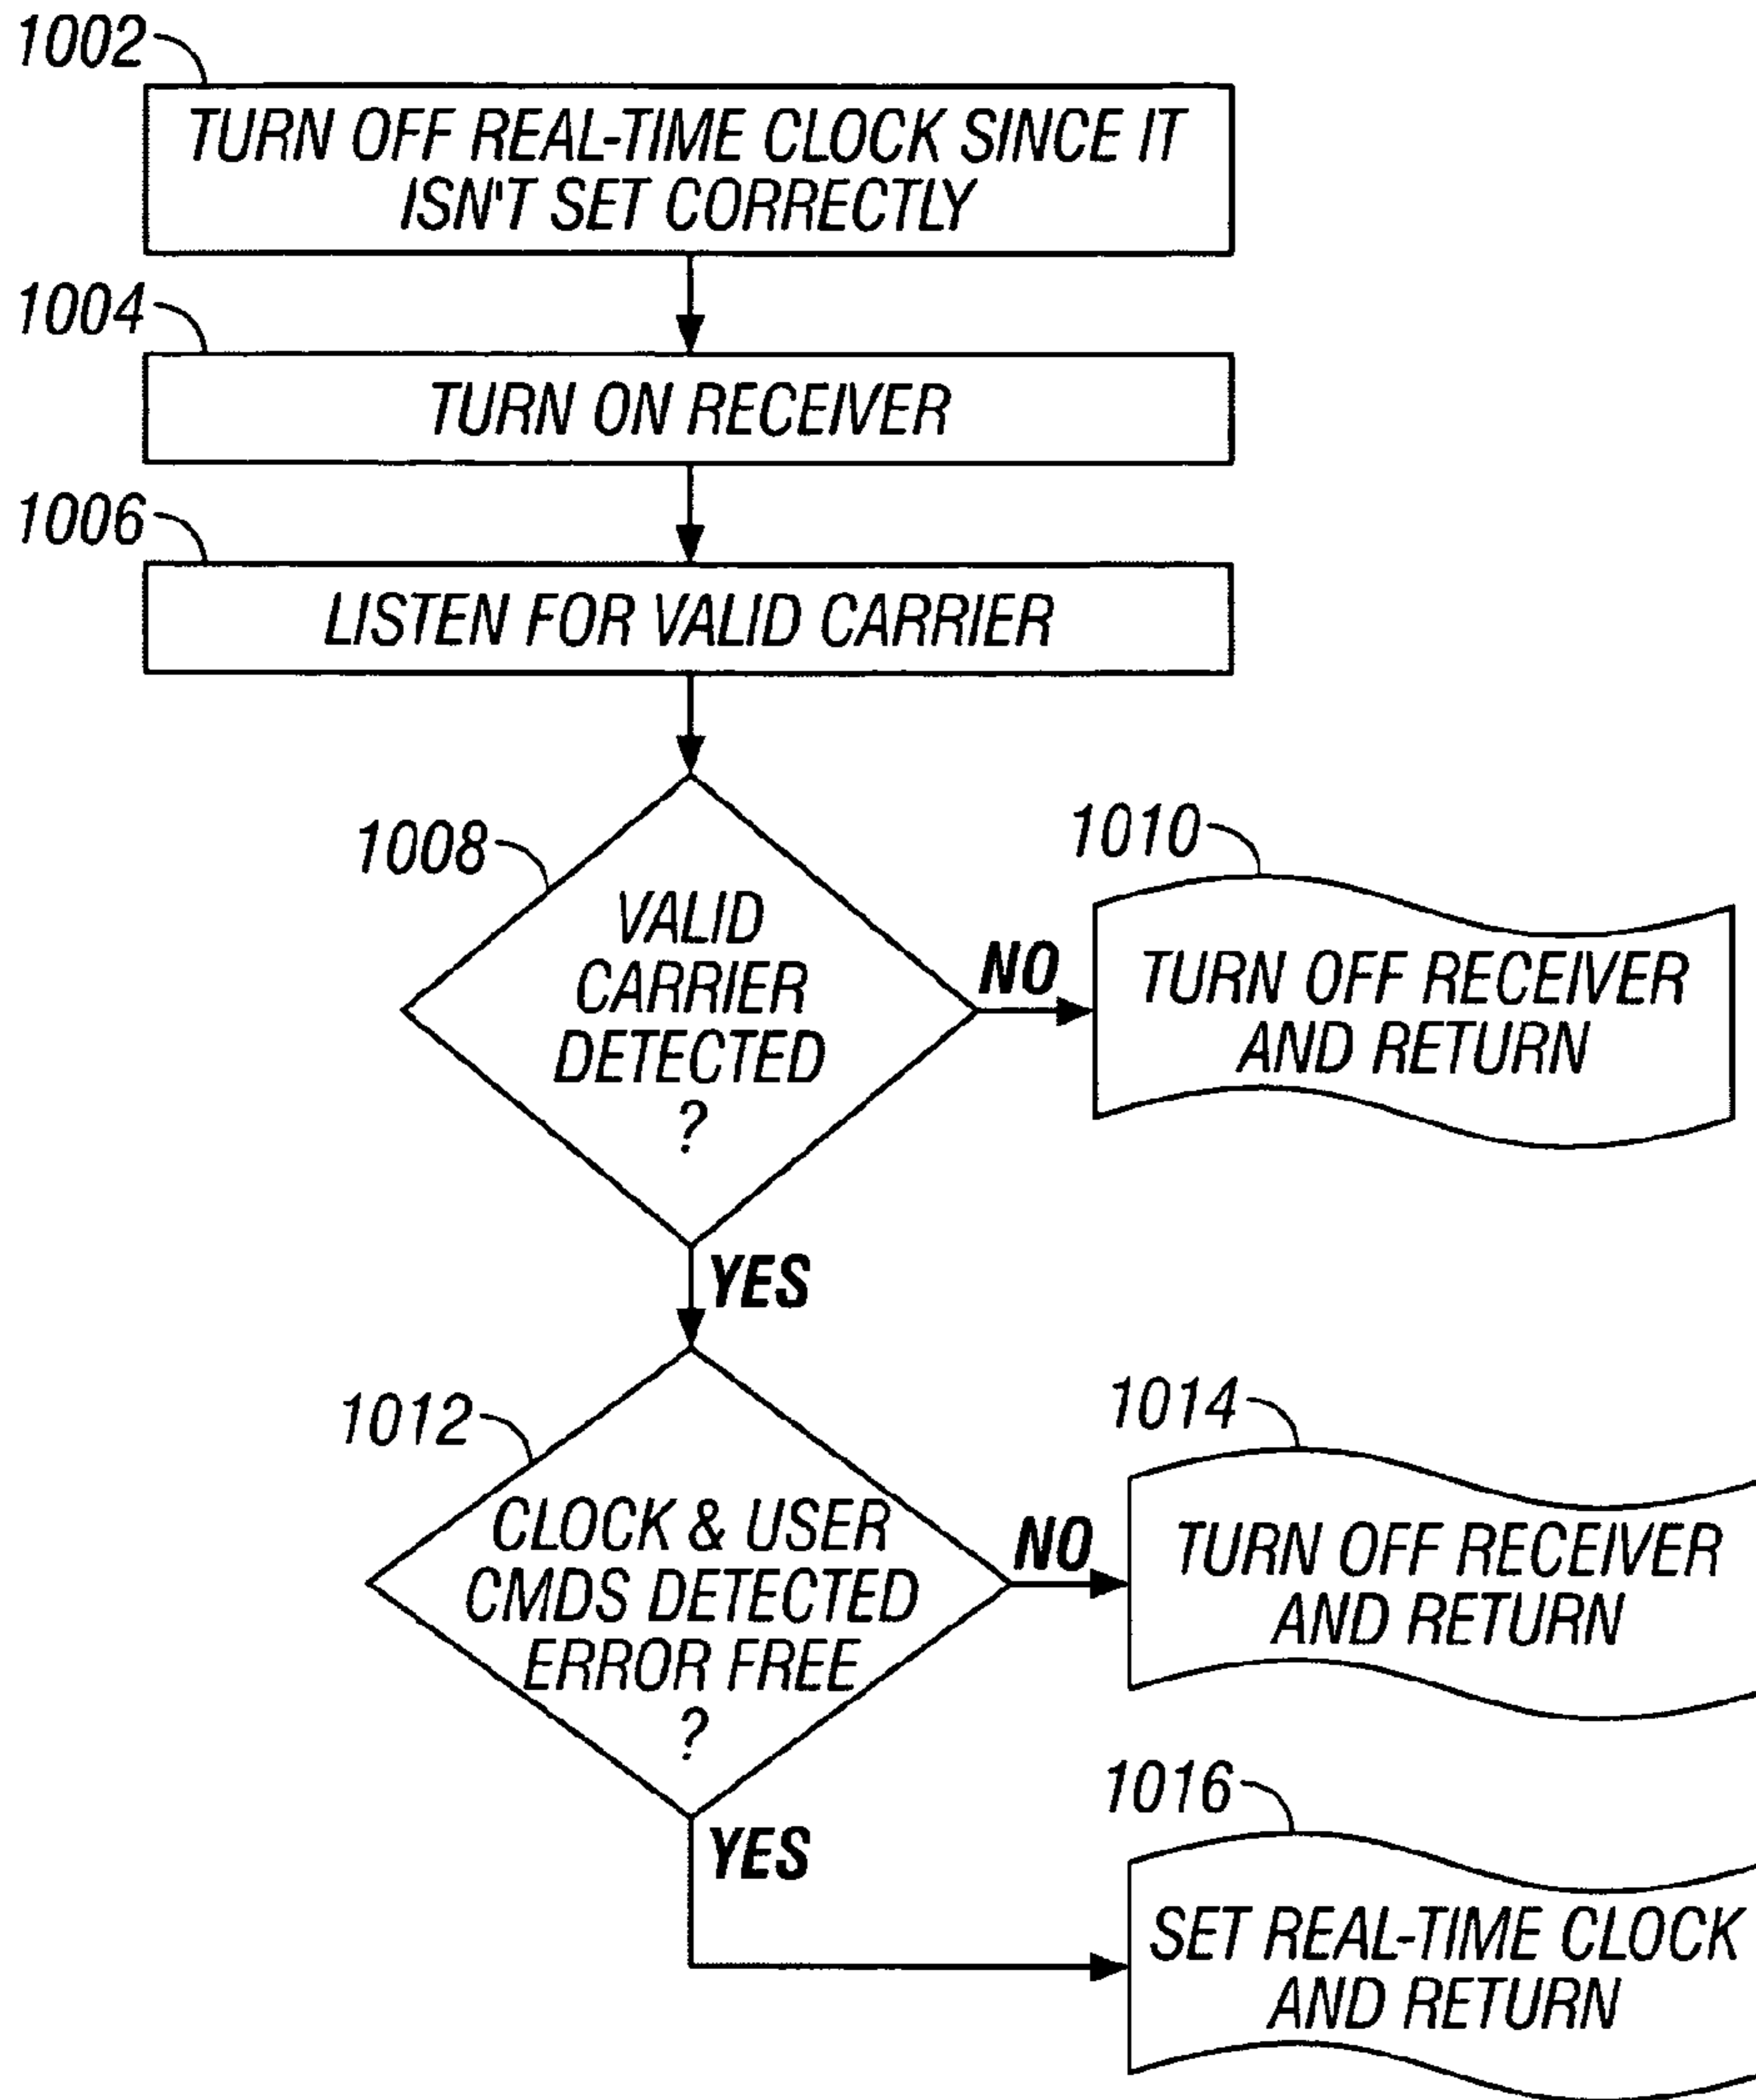 1002
TURN OFF REAL-TIME CLOCK SINCE IT
ISN'T SET CORRECTLY
1004
TURN ON RECEIVER
1006
LISTEN FOR VALID CARRIER
1008
VALID
CARRIER
DETECTED
?
NO
1010
TURN OFF RECEIVER
AND RETURN
YES
1012
CLOCK & USER
CMDS DETECTED
ERROR FREE
?
NO
1014
TURN OFF RECEIVER
AND RETURN
YES
1016
SET REAL-TIME CLOCK
AND RETURN